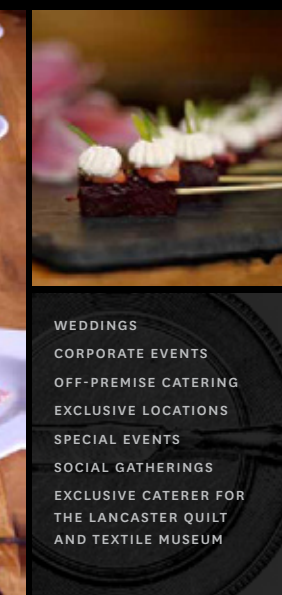 WEDDINGS
CORPORATE EVENTS
OFF-PREMISE CATERING
EXCLUSIVE LOCATIONS
SPECIAL EVENTS
SOCIAL GATHERINGS
EXCLUSIVE CATERER FOR
THE LANCASTER QUILT
AND TEXTILE MUSEUM